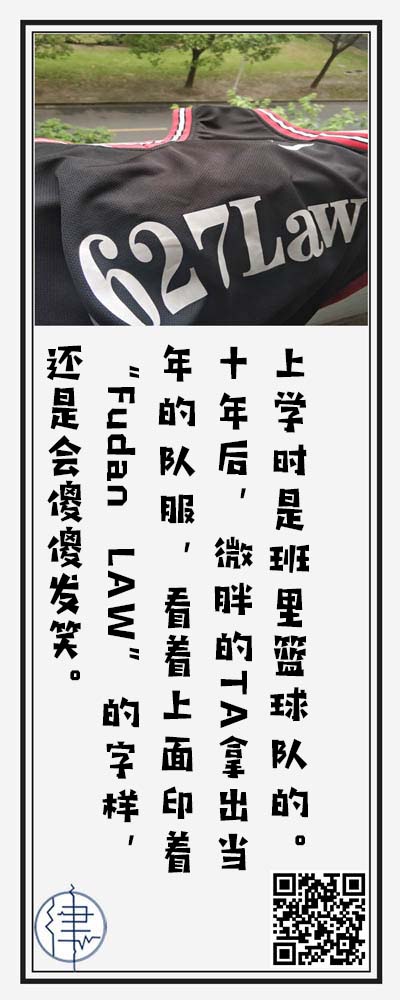 627Law
上学时是班里篮球队的。
十年后，微胖的TA拿出当
年的队服，看着上面印着
“Fudan LAW”的字样，
还是会傻傻发笑。
律